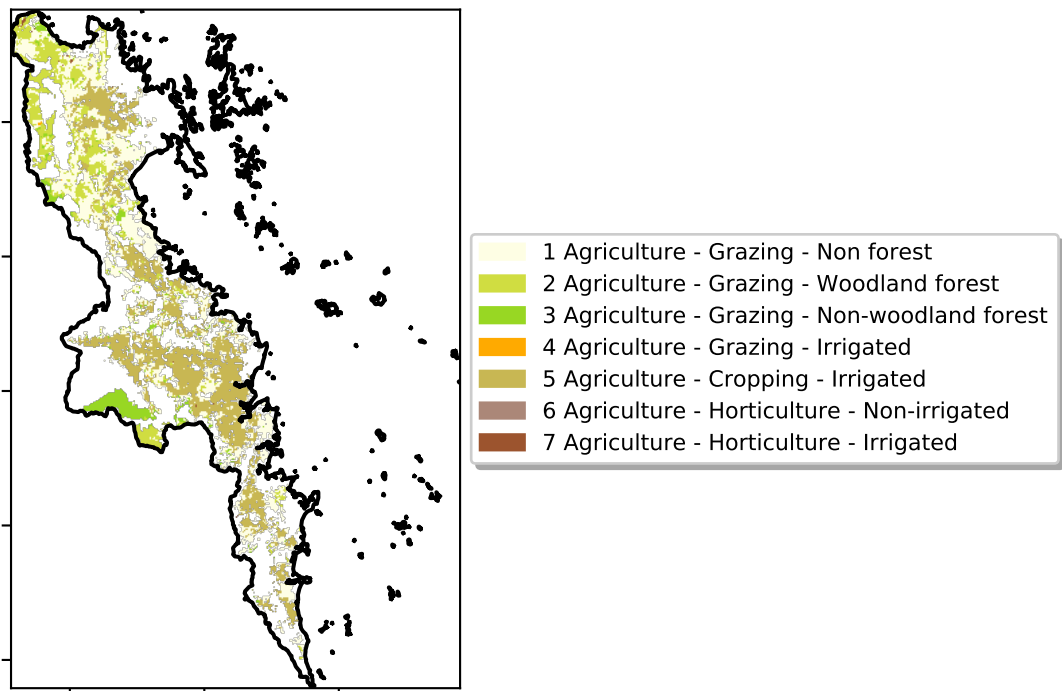 1 Agriculture - Grazing - Non forest
2 Agriculture - Grazing - Woodland forest
3 Agriculture - Grazing - Non-woodland forest
4 Agriculture - Grazing - Irrigated
5 Agriculture - Cropping - Irrigated
6 Agriculture - Horticulture - Non-irrigated
7 Agriculture - Horticulture - Irrigated